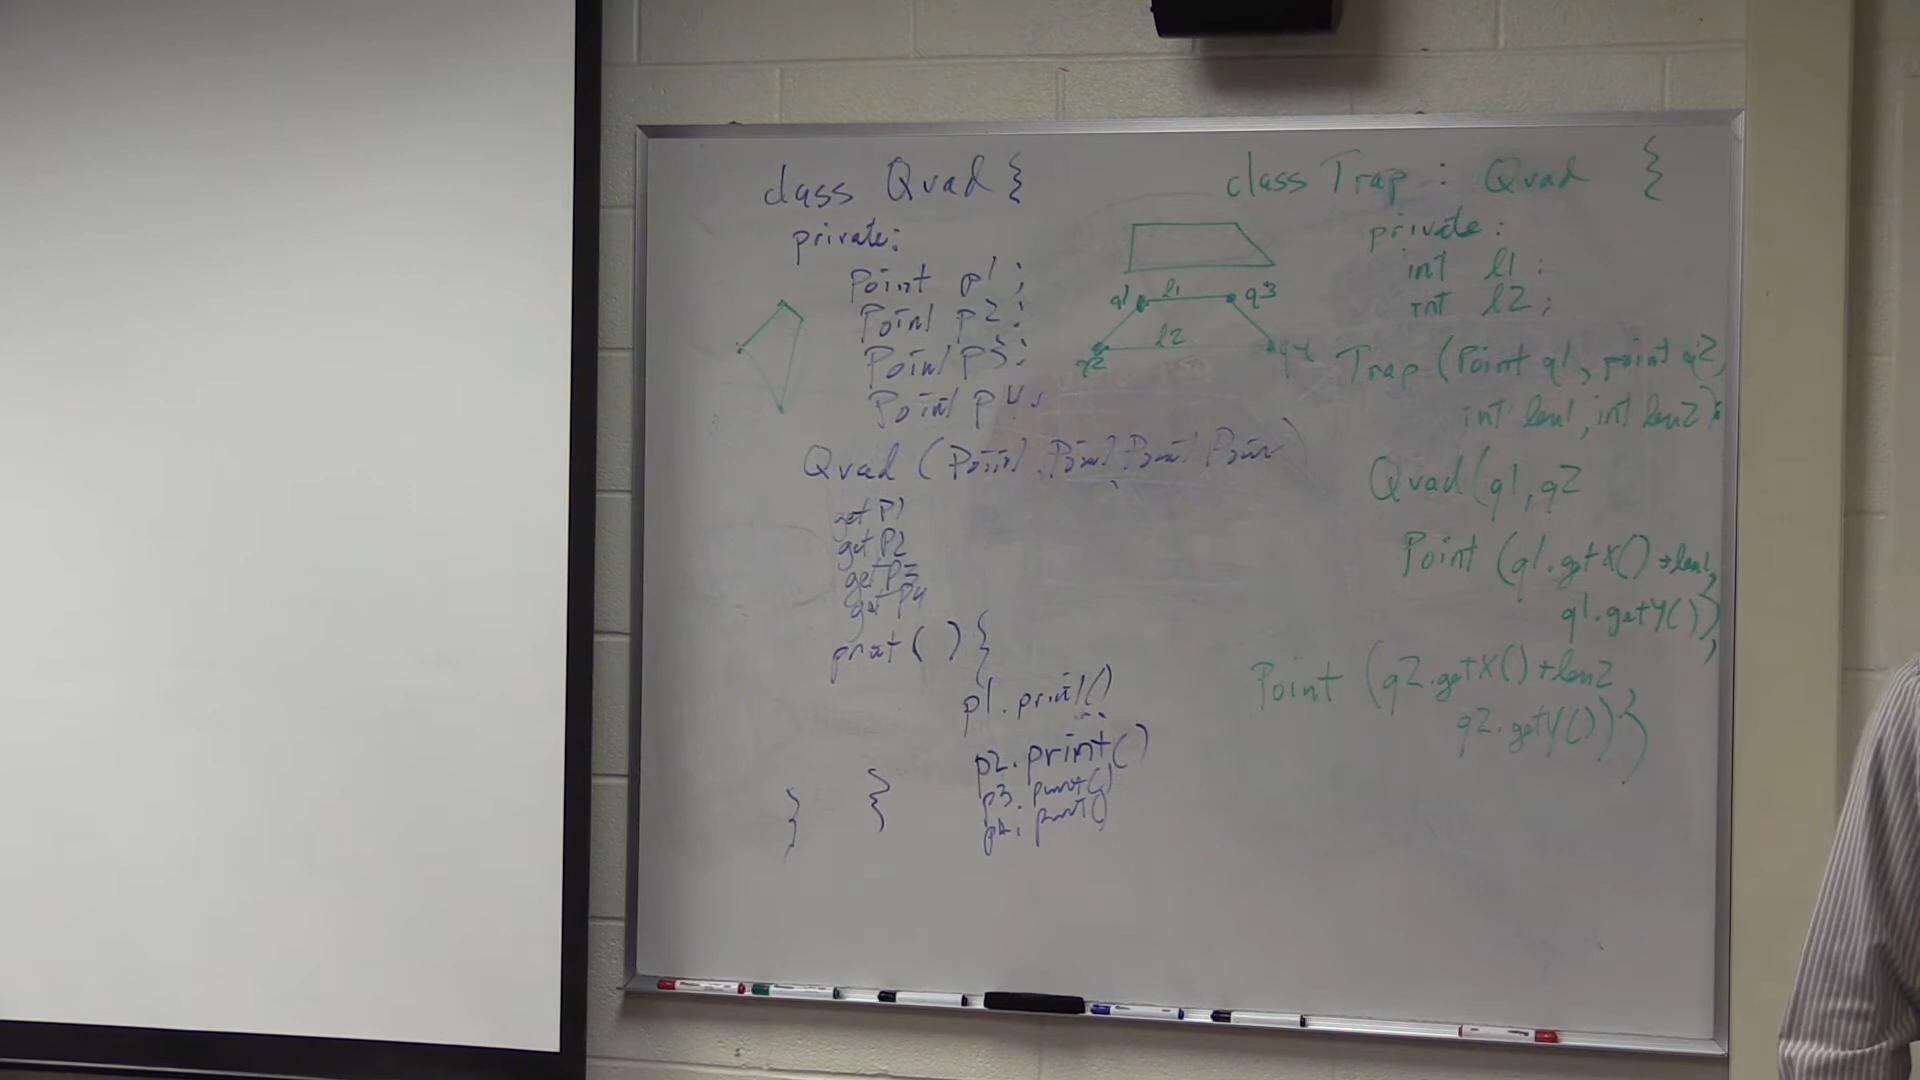 class Quad {
private:
Point p1;
Point p2;
Point p3;
Point p4;
Quad (Point, Point, Point, Point)
get P1
get P2
get P3
get P4
print ( ) {
p1.print()
p2.print()
p3.print()
p4.print()
}
}
q1 l1 q3
q2 l2 q4
class Trap : Quad {
private:
int l1;
int l2;
Trap (Point q1, point q2,
int len1, int len2):
Quad(q1, q2
Point (q1.getX() +len1,
q1.getY()),
Point (q2.getX()+len2,
q2.getY()))